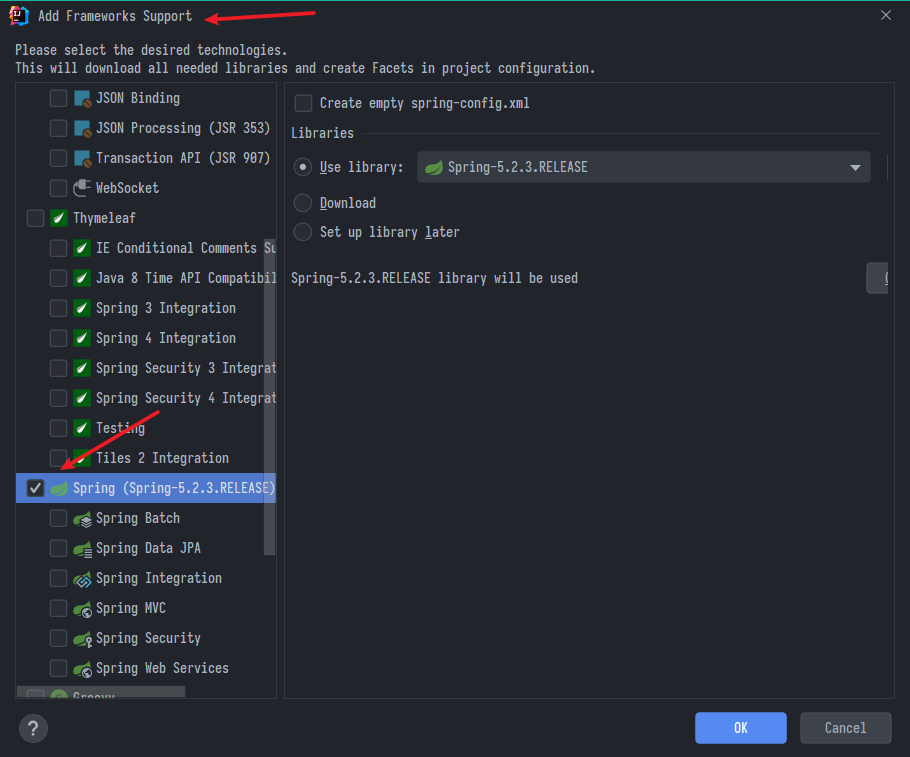 Add Frameworks Support
Please select the desired technologies.
This will download all needed libraries and create Facets in project configuration.
JSON Binding
JSON Processing (JSR 353)
Transaction API (JSR 907)
WebSocket
Thymeleaf
IE Conditional Comments Su
Java 8 Time API Compatibil
Spring 3 Integration
Spring 4 Integration
Spring Security 3 Integrat
Spring Security 4 Integrat
Testing
Tiles 2 Integration
Spring (Spring-5.2.3.RELEASE)
Spring Batch
Spring Data JPA
Spring Integration
Spring MVC
Spring Security
Spring Web Services
Groovy
Create empty spring-config.xml
Libraries
Use library:
Spring-5.2.3.RELEASE
Download
Set up library later
Spring-5.2.3.RELEASE library will be used
?
OK
Cancel